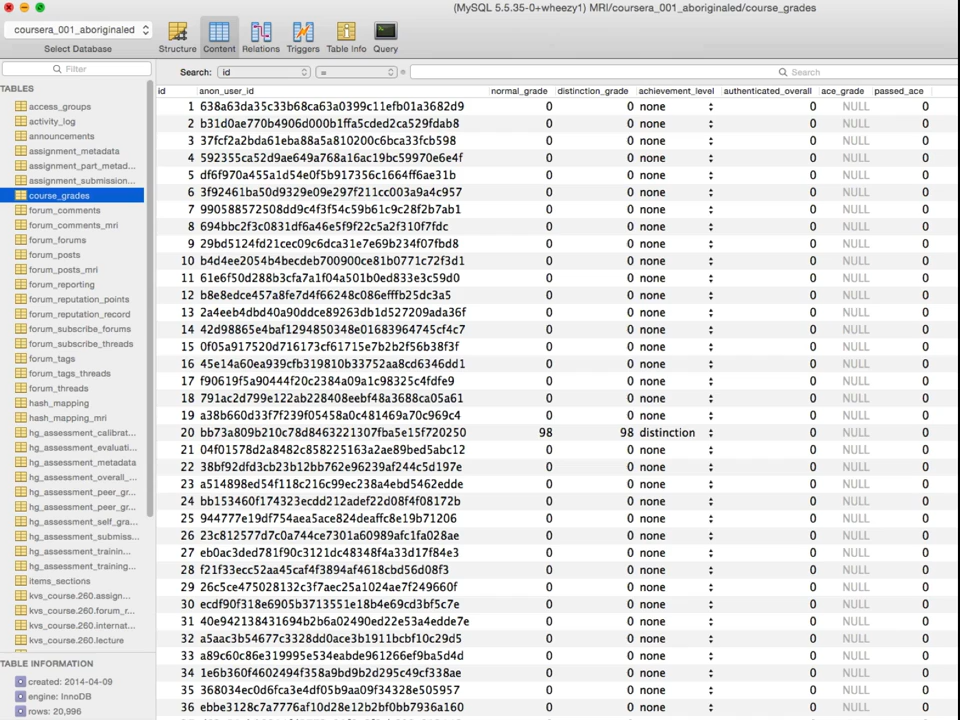 (MySQL 5.5.35-0+wheezy1) MRI/coursera_001_aboriginaled/course_grades
coursera_001_aboriginaled
Select Database
Structure Content Relations Triggers Table Info Query
Filter
Search: id = Search
TABLES
access_groups
activity_log
announcements
assignment_metadata
assignment_part_metad...
assignment_submission...
course_grades
forum_comments
forum_comments_mri
forum_forums
forum_posts
forum_posts_mri
forum_reporting
forum_reputation_points
forum_reputation_record
forum_subscribe_forums
forum_subscribe_threads
forum_tags
forum_tags_threads
forum_threads
hash_mapping
hash_mapping_mri
hg_assessment_calibrat...
hg_assessment_evaluati...
hg_assessment_metadata
hg_assessment_overall_...
hg_assessment_peer_gr...
hg_assessment_peer_gr...
hg_assessment_self_gra...
hg_assessment_submiss...
hg_assessment_trainin...
hg_assessment_training...
items_sections
kvs_course.260.assign...
kvs_course.260.forum_r...
kvs_course.260.internat...
kvs_course.260.lecture
TABLE INFORMATION
created: 2014-04-09
engine: InnoDB
rows: 20,996
id anon_user_id normal_grade distinction_grade achievement_level authenticated_overall ace_grade passed_ace
1 638a63da35c33b68ca63a0399c11efb01a3682d9 0 0 none 0 NULL 0
2 b31d0ae770b4906d000b1ffa5cded2ca529fdab8 0 0 none 0 NULL 0
3 37fcf2a2bda61eba88a5a810200c6bca33fcb598 0 0 none 0 NULL 0
4 592355ca52d9ae649a768a16ac19bc59970e6e4f 0 0 none 0 NULL 0
5 df6f970a455a1d54e0f5b917356c1664ff6ae31b 0 0 none 0 NULL 0
6 3f92461ba50d9329e09e297f211cc003a9a4c957 0 0 none 0 NULL 0
7 990588572508dd9c4f3f54c59b61c9c28f2b7ab1 0 0 none 0 NULL 0
8 694bbc2f3c0831df6a46e5f9f22c5a2f310f7fdc 0 0 none 0 NULL 0
9 29bd5124fd21cec09c6dca31e7e69b234f07fbd8 0 0 none 0 NULL 0
10 b4d4ee2054b4becdeb700900ce81b0771c72f3d1 0 0 none 0 NULL 0
11 61e6f50d288b3cfa7a1f04a501b0ed833e3c59d0 0 0 none 0 NULL 0
12 b8e8edce457a8fe7d4f66248c086efffb25dc3a5 0 0 none 0 NULL 0
13 2a4eeb4dbd24a90c39862edb1d527209ada36f 0 0 none 0 NULL 0
14 42d98865e4baf1294850348e01683964745cf4c7 0 0 none 0 NULL 0
15 0f05a917520d716173cf61715e7b2b2f56b38f3f 0 0 none 0 NULL 0
16 45e14a60ea939cfb319810b33752aa8cd6346dd1 0 0 none 0 NULL 0
17 f90619f5a90444f20c2384a09a1c98325c4fdfe9 0 0 none 0 NULL 0
18 791ac2d799e12ab228408eebf48a3688ca05a61 0 0 none 0 NULL 0
19 a38b660d33f7f239f05458a0c481469a70c969c4 0 0 none 0 NULL 0
20 bb73a809b210c78d8463221307fba5e15f720250 98 98 distinction 0 NULL 0
21 04f01578d2a8482c858225163a2ae89bed5abc12 0 0 none 0 NULL 0
22 38bf92dfd3cb23b12bb762e96239af244c5d197e 0 0 none 0 NULL 0
23 a514898ed54f118c216c99ec238a4ebd5462edde 0 0 none 0 NULL 0
24 bb153460f174323ecdd212adef22d08f4f08172b 0 0 none 0 NULL 0
25 944777e19df754aea5ace824deaffc8e19b71206 0 0 none 0 NULL 0
26 23c812577d7c0a744ce7301a60989afc1fa028ae 0 0 none 0 NULL 0
27 eb0ac3ded781f90c3121dc48348f4a33d17f84e3 0 0 none 0 NULL 0
28 f21f33ecc52aa45caf4f3894af4618cbd56d08f3 0 0 none 0 NULL 0
29 26c5ce475028132c3f7aec25a1024ae7f249660f 0 0 none 0 NULL 0
30 ecdf90f318e6905b3713551e18b4e69cd3bf5c7e 0 0 none 0 NULL 0
31 40e9442130694b2b6a02490ed22e53a4edde7e 0 0 none 0 NULL 0
32 a5aac3b54677c3328dd0ace3b1911bcbf10c29d5 0 0 none 0 NULL 0
33 a89c60e86e319995e534eabde961266ef9ba5d4d 0 0 none 0 NULL 0
34 1e6b360f4602494f358a9bd9b2d295c49cf338ae 0 0 none 0 NULL 0
35 368034ec0d6fca3e4df05b9aa09f34328e505957 0 0 none 0 NULL 0
36 ebbe3128c7a7776af10d28e12b2bf0bb7936a160 0 0 none 0 NULL 0